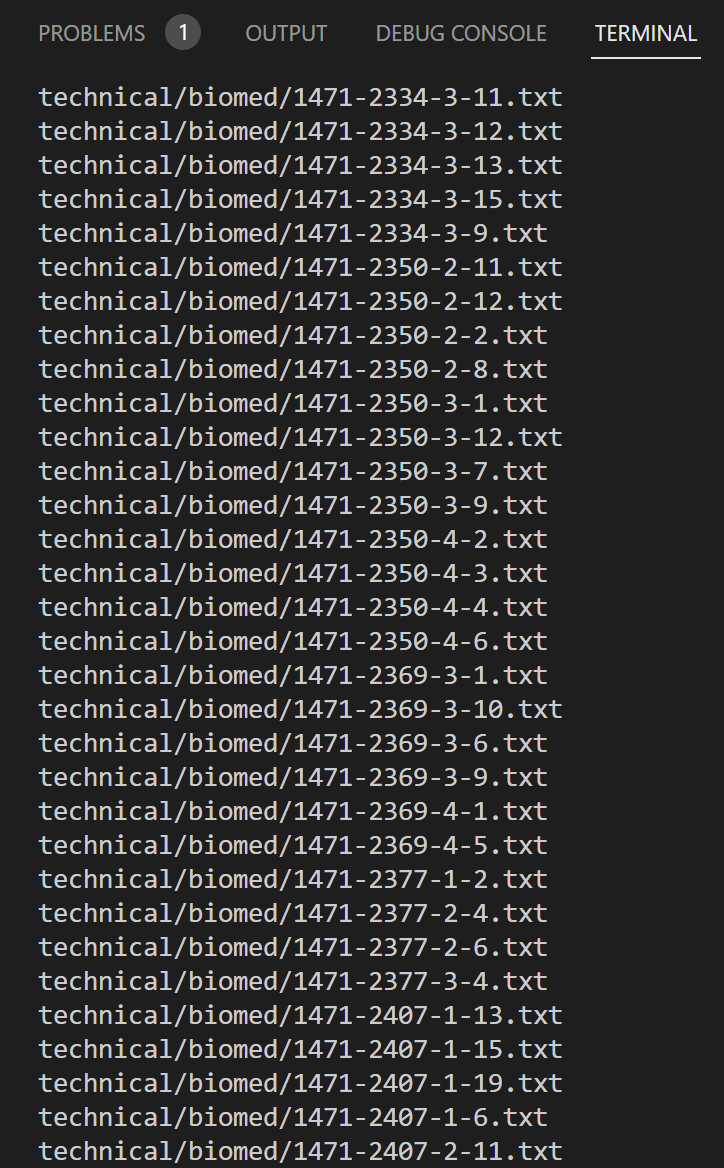 PROBLEMS 1 OUTPUT DEBUG CONSOLE TERMINAL
technical/biomed/1471-2334-3-11.txt
technical/biomed/1471-2334-3-12.txt
technical/biomed/1471-2334-3-13.txt
technical/biomed/1471-2334-3-15.txt
technical/biomed/1471-2334-3-9.txt
technical/biomed/1471-2350-2-11.txt
technical/biomed/1471-2350-2-12.txt
technical/biomed/1471-2350-2-2.txt
technical/biomed/1471-2350-2-8.txt
technical/biomed/1471-2350-3-1.txt
technical/biomed/1471-2350-3-12.txt
technical/biomed/1471-2350-3-7.txt
technical/biomed/1471-2350-3-9.txt
technical/biomed/1471-2350-4-2.txt
technical/biomed/1471-2350-4-3.txt
technical/biomed/1471-2350-4-4.txt
technical/biomed/1471-2350-4-6.txt
technical/biomed/1471-2369-3-1.txt
technical/biomed/1471-2369-3-10.txt
technical/biomed/1471-2369-3-6.txt
technical/biomed/1471-2369-3-9.txt
technical/biomed/1471-2369-4-1.txt
technical/biomed/1471-2369-4-5.txt
technical/biomed/1471-2377-1-2.txt
technical/biomed/1471-2377-2-4.txt
technical/biomed/1471-2377-2-6.txt
technical/biomed/1471-2377-3-4.txt
technical/biomed/1471-2407-1-13.txt
technical/biomed/1471-2407-1-15.txt
technical/biomed/1471-2407-1-19.txt
technical/biomed/1471-2407-1-6.txt
technical/biomed/1471-2407-2-11.txt